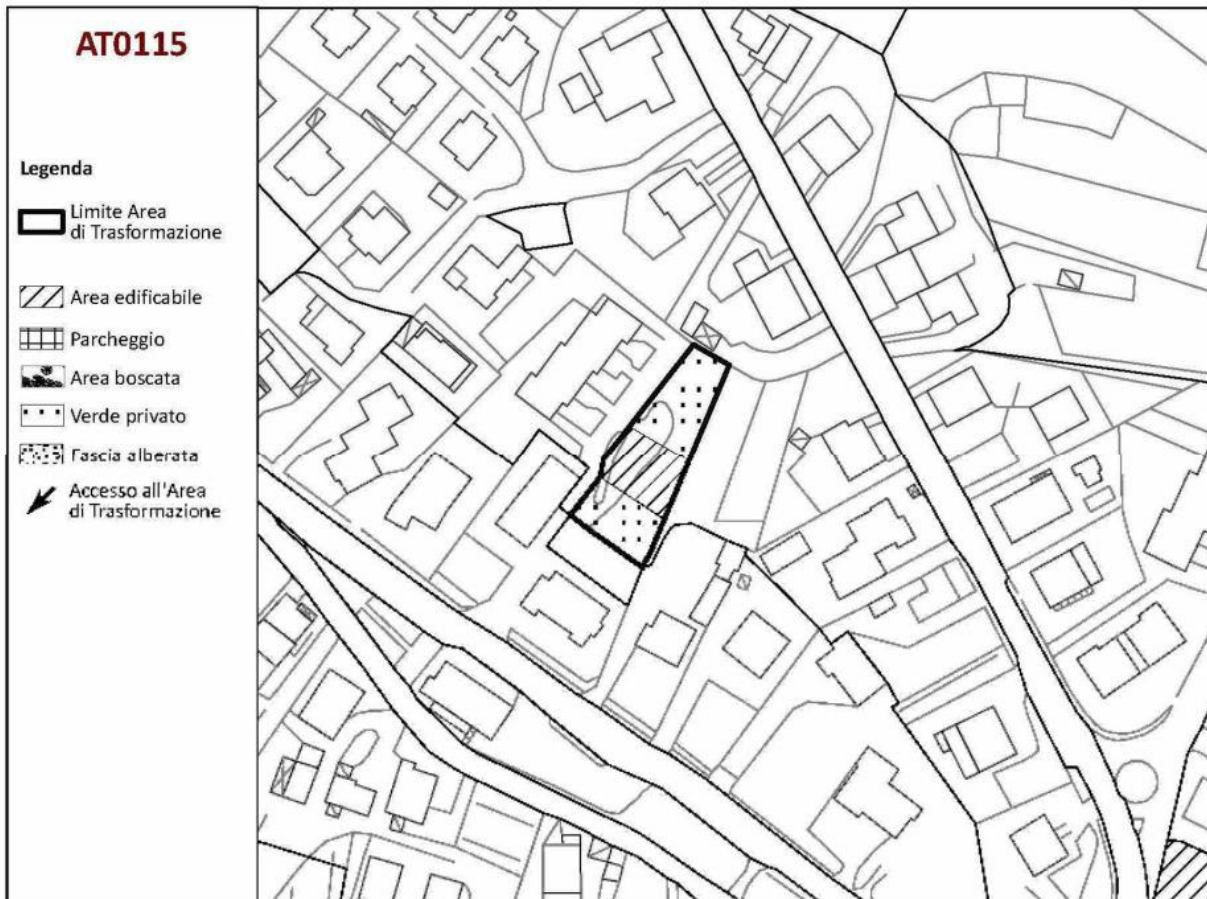 AT0115
Legenda
Limite Area
di Trasformazione
Area edificabile
Parcheggio
Area boscata
Verde privato
Fascia alberata
Accesso all'Area
di Trasformazione